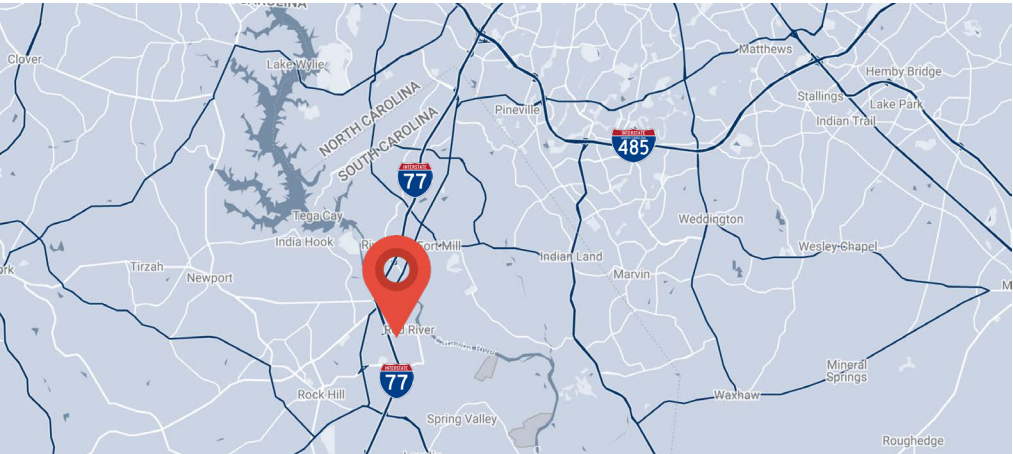 CAROLINA
Clover
Lake Wylie
Matthews
Hemby Bridge
Stallings
Lake Park
Indian Trail
Pineville
NORTH CAROLINA
SOUTH CAROLINA
INTERSTATE
485
INTERSTATE
77
Tega Cay
India Hook
Fort Mill
Weddington
Wesley Chapel
Indian Land
Marvin
Tirzah
Newport
Red River
INTERSTATE
77
Rock Hill
Spring Valley
Waxhaw
Mineral
Springs
Roughedge